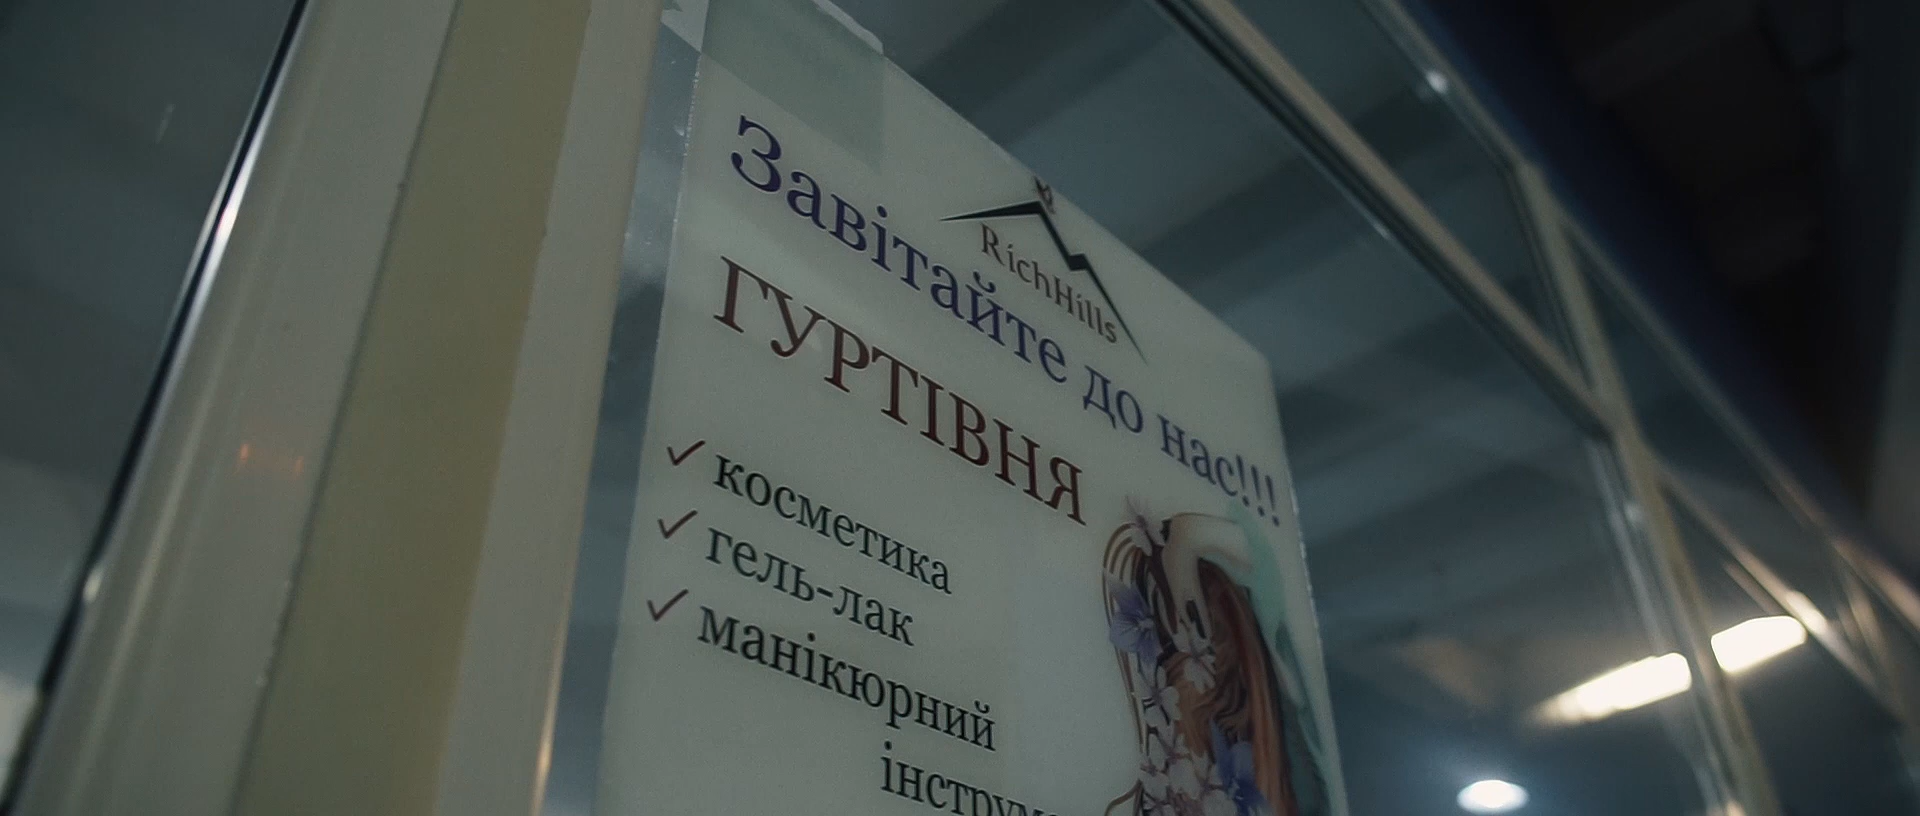 RichHills
Завітайте до нас!!!
ГУРТІВНЯ
✓ косметика
✓ гель-лак
✓ манікюрний